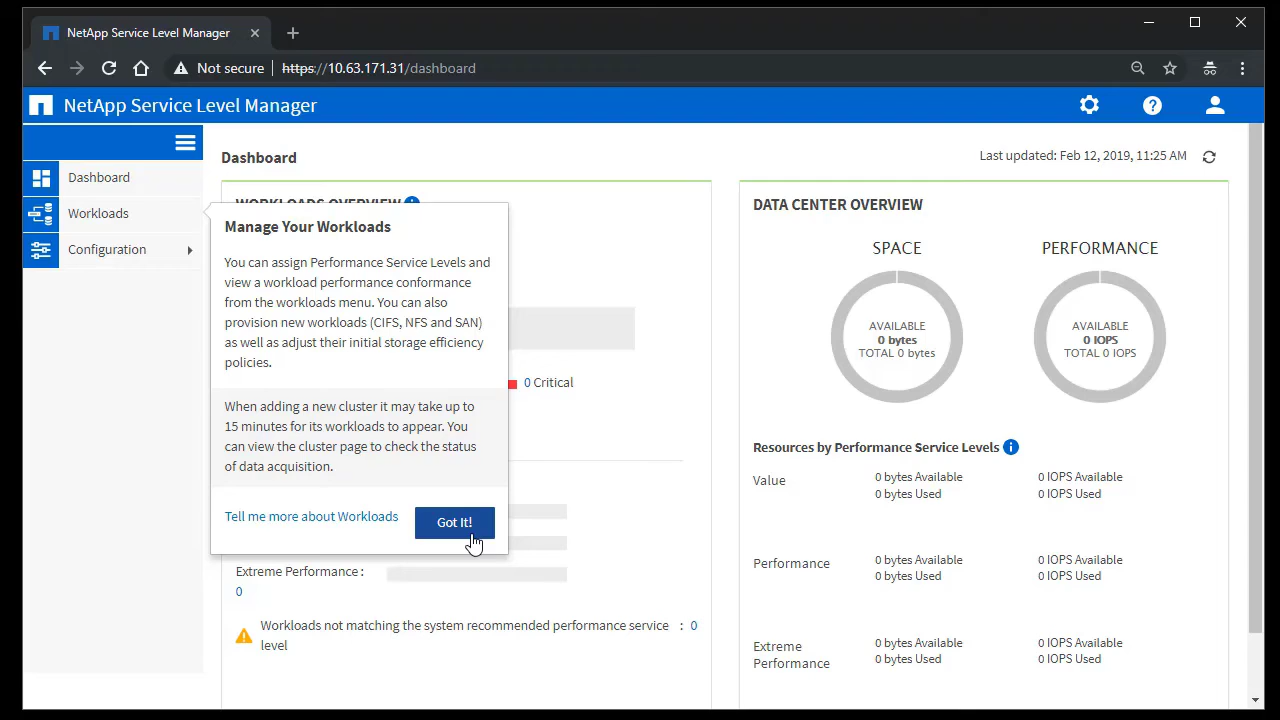 NetApp Service Level Manager
Not secure
https://10.63.171.31/dashboard
NetApp Service Level Manager
Dashboard
Workloads
Configuration
Dashboard
Last updated: Feb 12, 2019, 11:25 AM
WORKLOADS OVERVIEW
Manage Your Workloads
You can assign Performance Service Levels and
view a workload performance conformance
from the workloads menu. You can also
provision new workloads (CIFS, NFS and SAN)
as well as adjust their initial storage efficiency
policies.
When adding a new cluster it may take up to
15 minutes for its workloads to appear. You
can view the cluster page to check the status
of data acquisition.
Tell me more about Workloads
Got It!
0 Critical
Extreme Performance :
0
Workloads not matching the system recommended performance service : 0
level
DATA CENTER OVERVIEW
SPACE
AVAILABLE
0 bytes
TOTAL 0 bytes
PERFORMANCE
AVAILABLE
0 IOPS
TOTAL 0 IOPS
Resources by Performance Service Levels
Value
0 bytes Available
0 bytes Used
0 IOPS Available
0 IOPS Used
Performance
0 bytes Available
0 bytes Used
0 IOPS Available
0 IOPS Used
Extreme
Performance
0 bytes Available
0 bytes Used
0 IOPS Available
0 IOPS Used